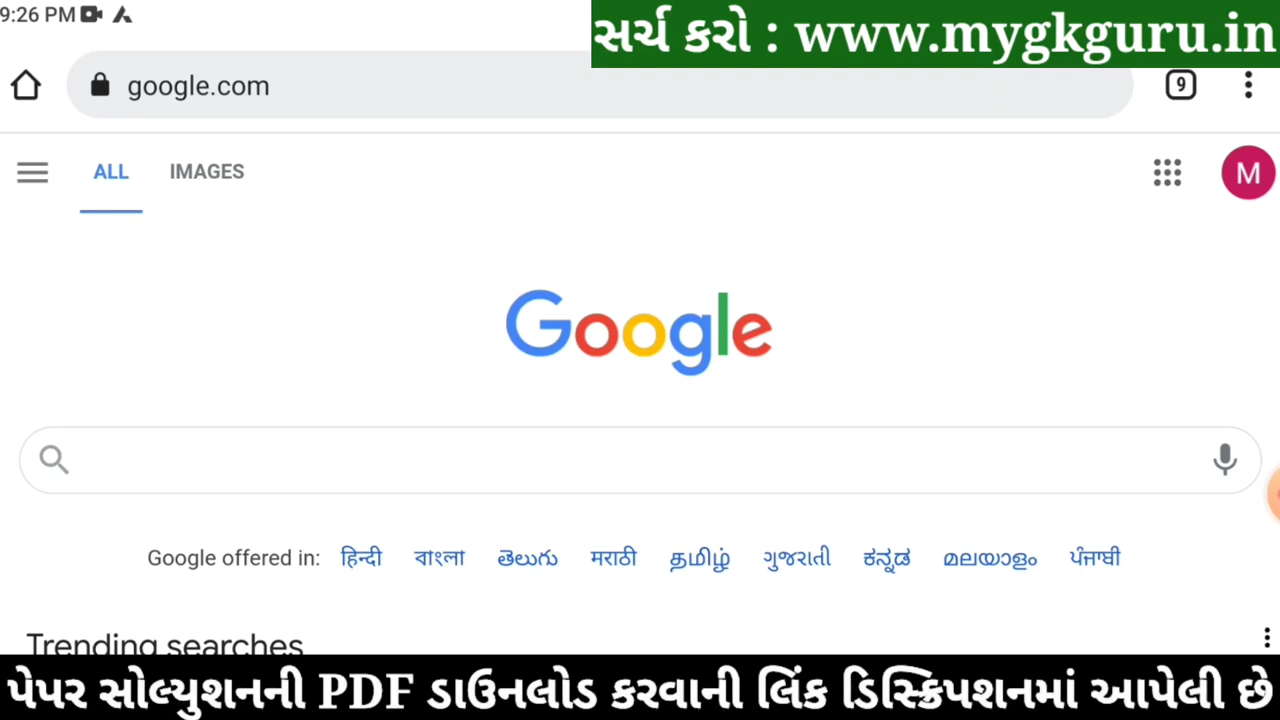 9:26 PM
સર્ચ કરો : www.mygkguru.in
google.com
9
ALL IMAGES
M
Google
Google offered in: हिन्दी বাংলা తెలుగు मराठी தமிழ் ગુજરાતી ಕನ್ನಡ മലയാളം ਪੰਜਾਬੀ
Trending searches
પેપર સોલ્યુશનની PDF ડાઉનલોડ કરવાની લિંક ડિસ્ક્રિપશનમાં આપેલી છે